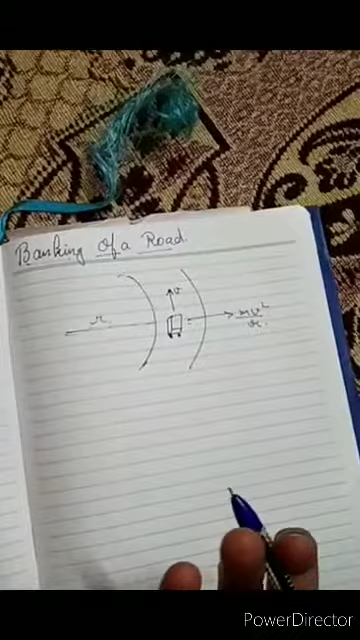 Banking of a Road.
v
r
mv²
r
PowerDirector